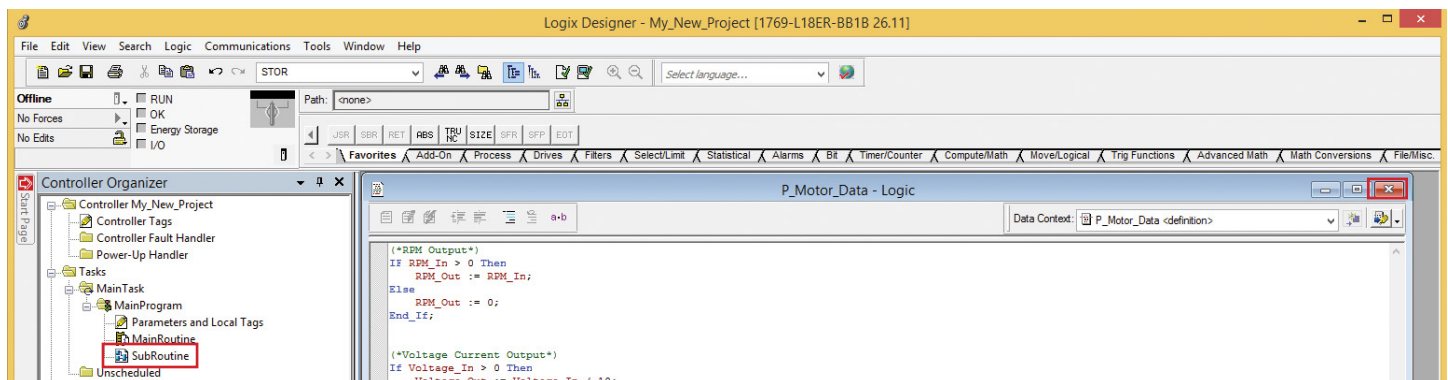 Logix Designer - My_New_Project [1769-L18ER-BB1B 26.11]
File Edit View Search Logic Communications Tools Window Help
STOR
Select language...
Offline
RUN
Path: <none>
No Forces
OK
No Edits
Energy Storage
I/O
JSR SBR RET ABS TRUNC SIZE SFR SFP EOT
Favorites Add-On Process Drives Filters Select/Limit Statistical Alarms Bit Timer/Counter Compute/Math Move/Logical Trig Functions Advanced Math Math Conversions File/Misc.
Start Page
Controller Organizer
Controller My_New_Project
Controller Tags
Controller Fault Handler
Power-Up Handler
Tasks
MainTask
MainProgram
Parameters and Local Tags
MainRoutine
SubRoutine
Unscheduled
P_Motor_Data - Logic
a+b
Data Context: P_Motor_Data <definition>
(*RPM Output*)
IF RPM_In > 0 Then
RPM_Out := RPM_In;
Else
RPM_Out := 0;
End_If;
(*Voltage Current Output*)
If Voltage_In > 0 Then
Voltage_Out := Voltage_In / 10;